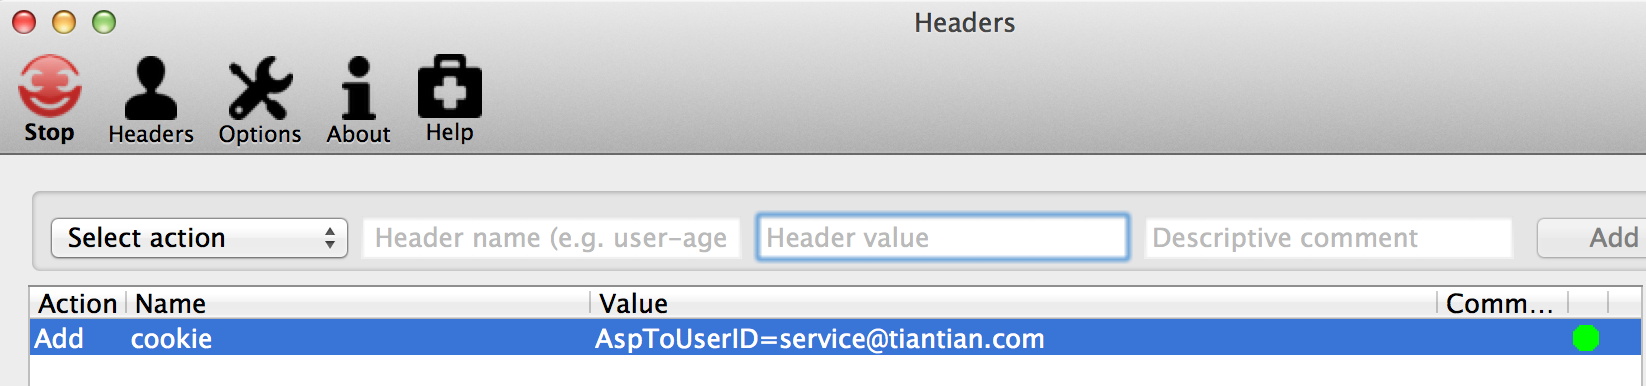 Headers
Stop Headers Options About Help
Select action Header name (e.g. user-age Header value Descriptive comment Add
Action Name Value Comm...
Add cookie AspToUserID=service@tiantian.com